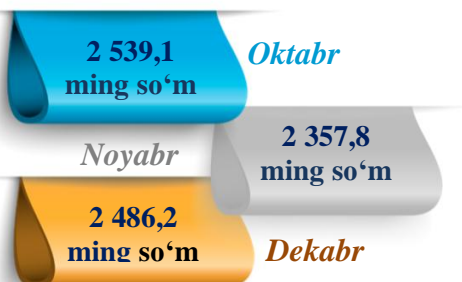 2 539,1
ming so‘m
Oktabr
Noyabr
2 357,8
ming so‘m
2 486,2
ming so‘m
Dekabr